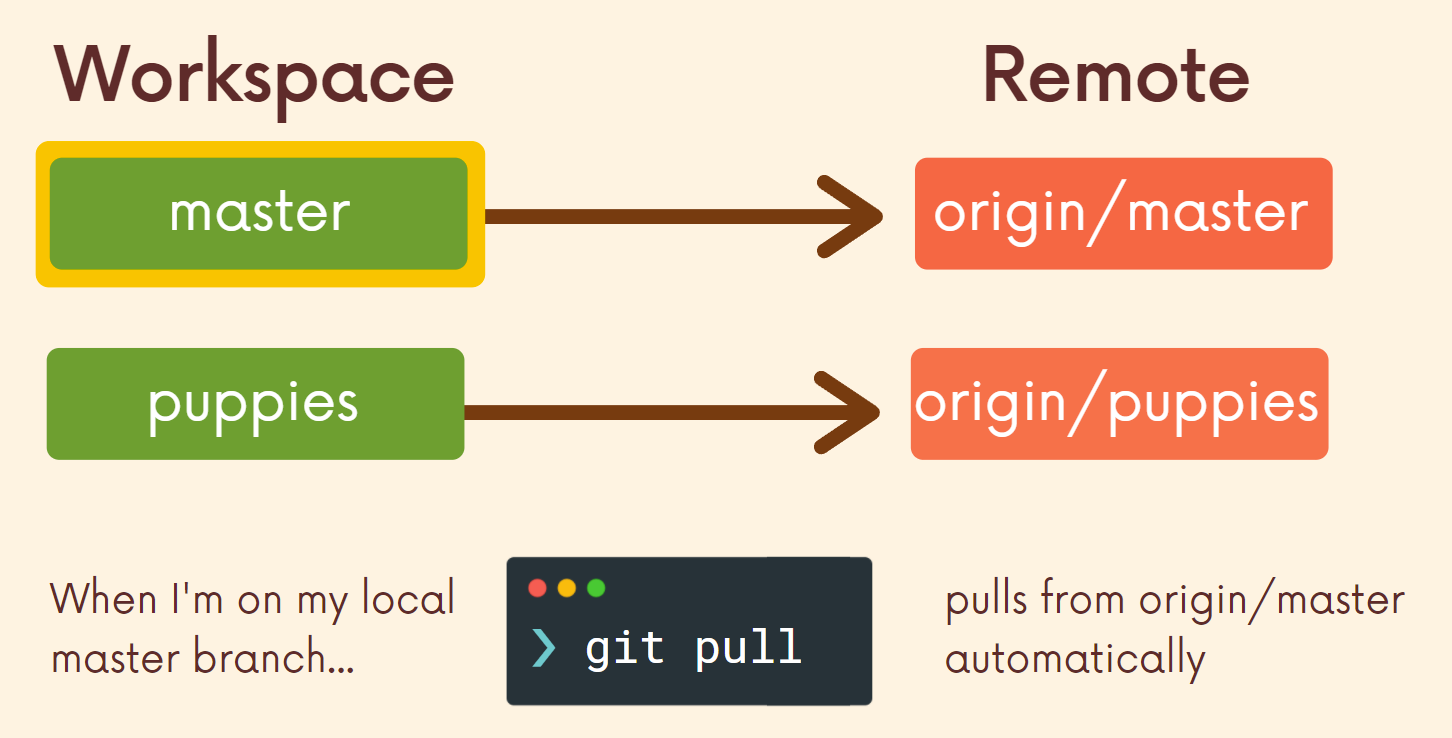 Workspace
Remote
master
origin/master
puppies
origin/puppies
When I'm on my local
master branch...
❯ git pull
pulls from origin/master
automatically